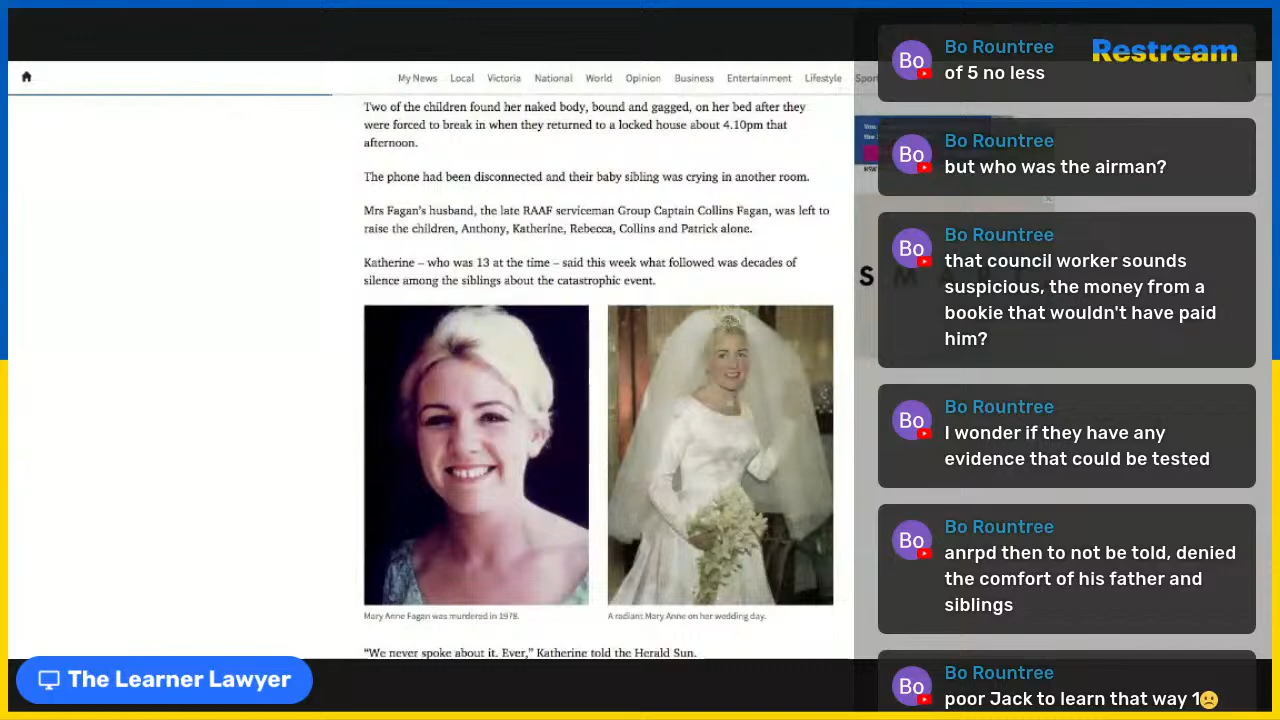 My News Local Victoria National World Opinion Business Entertainment Lifestyle
Two of the children found her naked body, bound and gagged, on her bed after they
were forced to break in when they returned to a locked house about 4.10pm that
afternoon.
The phone had been disconnected and their baby sibling was crying in another room.
Mrs Fagan's husband, the late RAAF serviceman Group Captain Collins Fagan, was left to
raise the children, Anthony, Katherine, Rebecca, Collins and Patrick alone.
Katherine – who was 13 at the time – said this week what followed was decades of
silence among the siblings about the catastrophic event.
Mary Anne Fagan was murdered in 1978.
A radiant Mary Anne on her wedding day.
“We never spoke about it. Ever,” Katherine told the Herald Sun.
The Learner Lawyer
Restream
Bo
Bo Rountree
of 5 no less
Bo
Bo Rountree
but who was the airman?
Bo
Bo Rountree
that council worker sounds
suspicious, the money from a
bookie that wouldn't have paid
him?
Bo
Bo Rountree
I wonder if they have any
evidence that could be tested
Bo
Bo Rountree
anrpd then to not be told, denied
the comfort of his father and
siblings
Bo
Bo Rountree
poor Jack to learn that way 1🙁